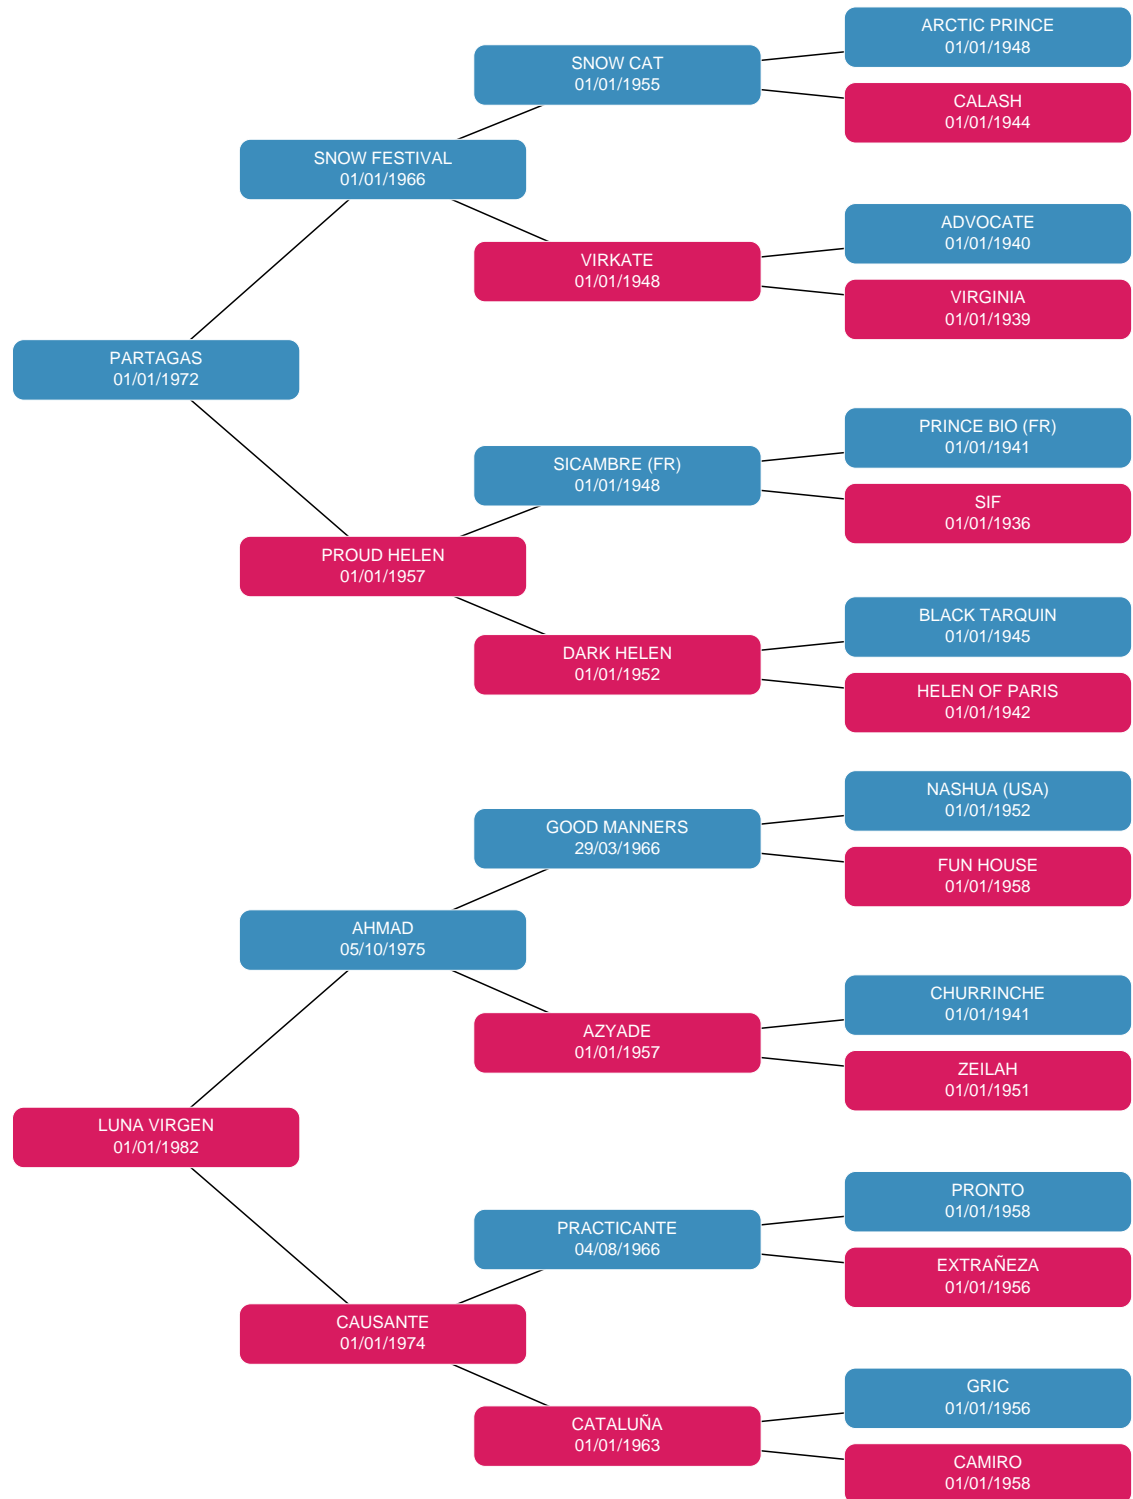 ARCTIC PRINCE
01/01/1948
SNOW CAT
01/01/1955
CALASH
01/01/1944
SNOW FESTIVAL
01/01/1966
ADVOCATE
01/01/1940
VIRKATE
01/01/1948
VIRGINIA
01/01/1939
PARTAGAS
01/01/1972
PRINCE BIO (FR)
01/01/1941
SICAMBRE (FR)
01/01/1948
SIF
01/01/1936
PROUD HELEN
01/01/1957
BLACK TARQUIN
01/01/1945
DARK HELEN
01/01/1952
HELEN OF PARIS
01/01/1942
NASHUA (USA)
01/01/1952
GOOD MANNERS
29/03/1966
FUN HOUSE
01/01/1958
AHMAD
05/10/1975
CHURRINCHE
01/01/1941
AZYADE
01/01/1957
ZEILAH
01/01/1951
LUNA VIRGEN
01/01/1982
PRONTO
01/01/1958
PRACTICANTE
04/08/1966
EXTRAÑEZA
01/01/1956
CAUSANTE
01/01/1974
GRIC
01/01/1956
CATALUÑA
01/01/1963
CAMIRO
01/01/1958